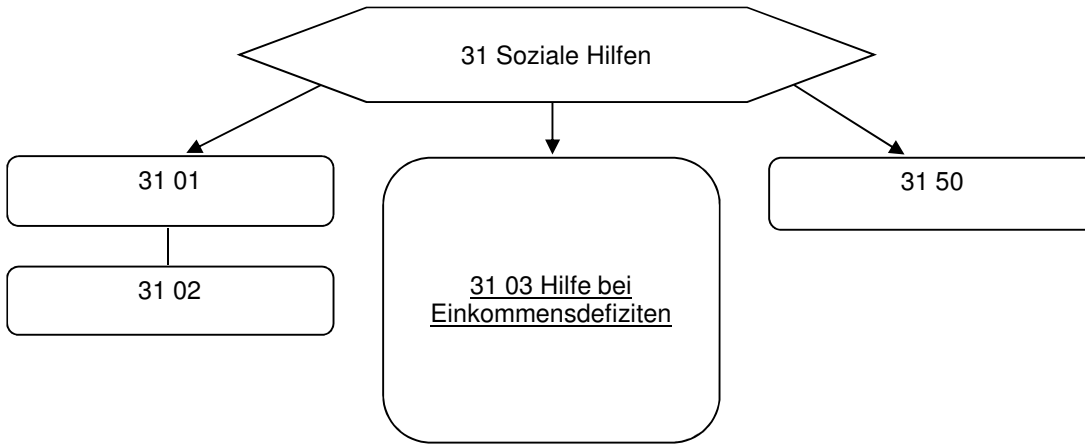 31 Soziale Hilfen
31 01
31 02
31 03 Hilfe bei
Einkommensdefiziten
31 50